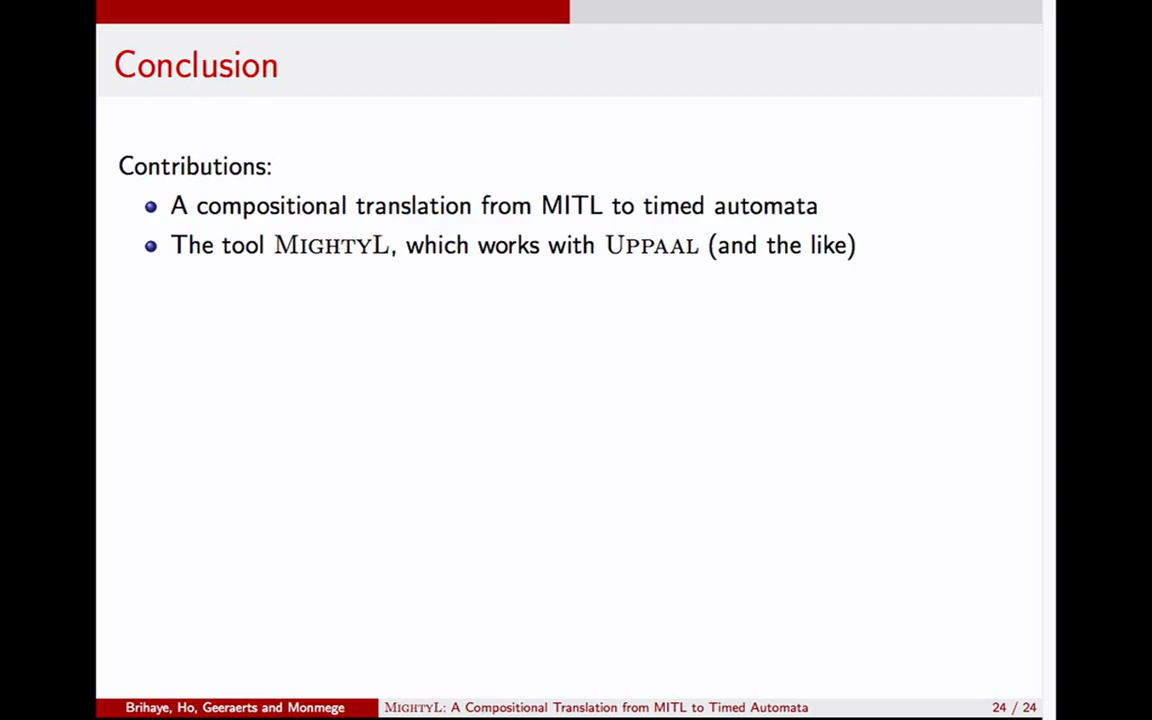 Conclusion
Contributions:
A compositional translation from MITL to timed automata
The tool MIGHTYL, which works with UPPAAL (and the like)
Brihaye, Ho, Geeraerts and Monmege
MIGHTYL: A Compositional Translation from MITL to Timed Automata
24 / 24